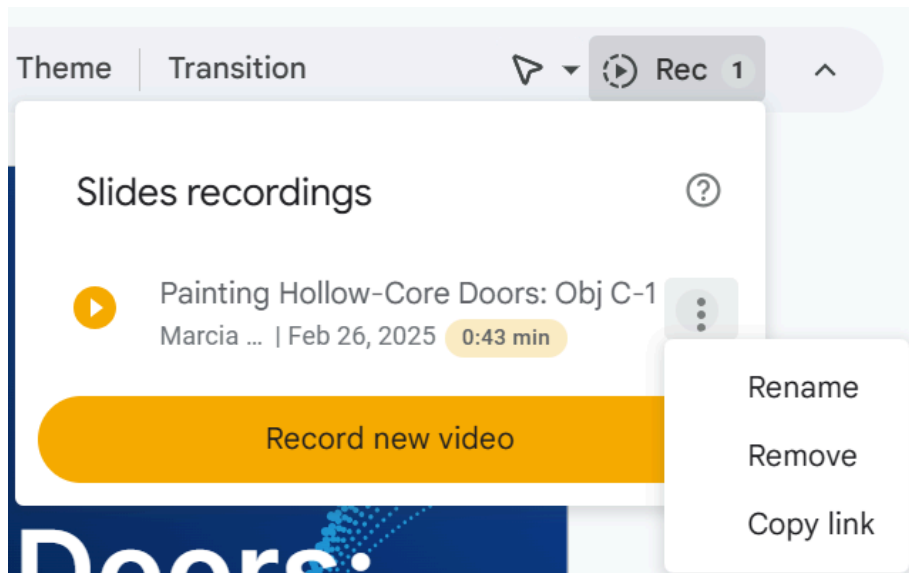 Theme Transition Rec 1
Slides recordings
Painting Hollow-Core Doors: Obj C-1
Marcia ... | Feb 26, 2025 0:43 min
Record new video
Rename
Remove
Copy link
Doors: